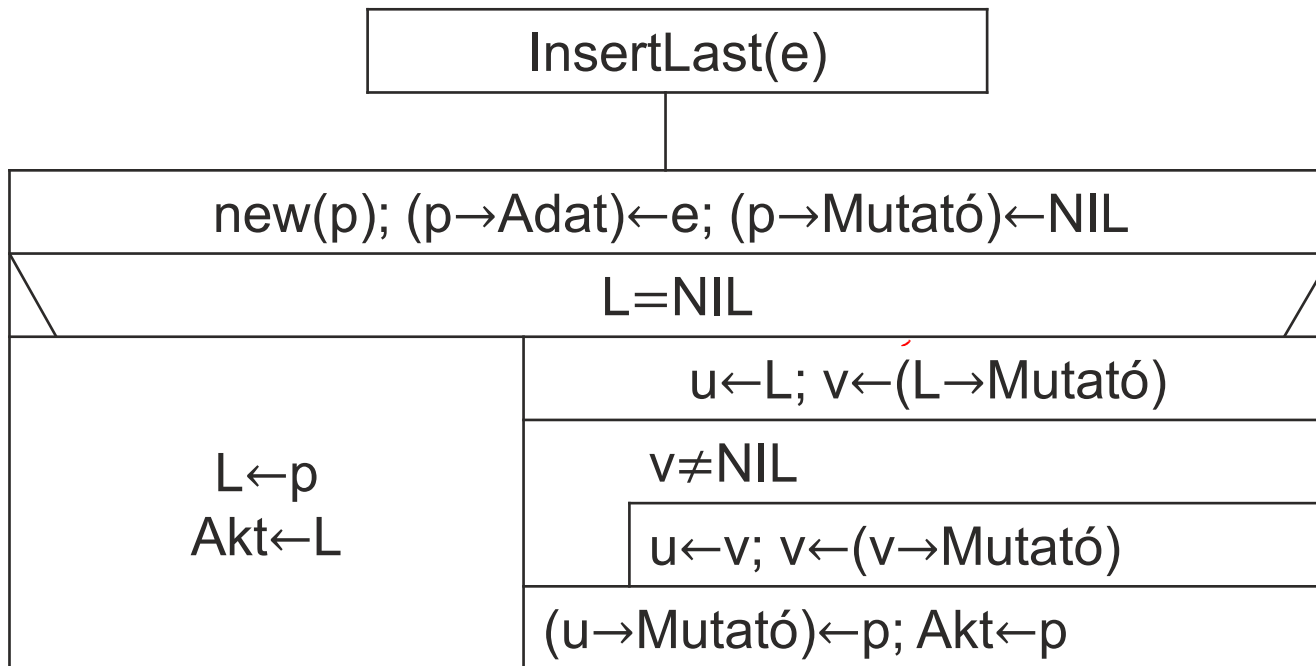 InsertLast(e)
new(p); (p→Adat)←e; (p→Mutató)←NIL
L=NIL
u←L; v←(L→Mutató)
v≠NIL
L←p
Akt←L
u←v; v←(v→Mutató)
(u→Mutató)←p; Akt←p